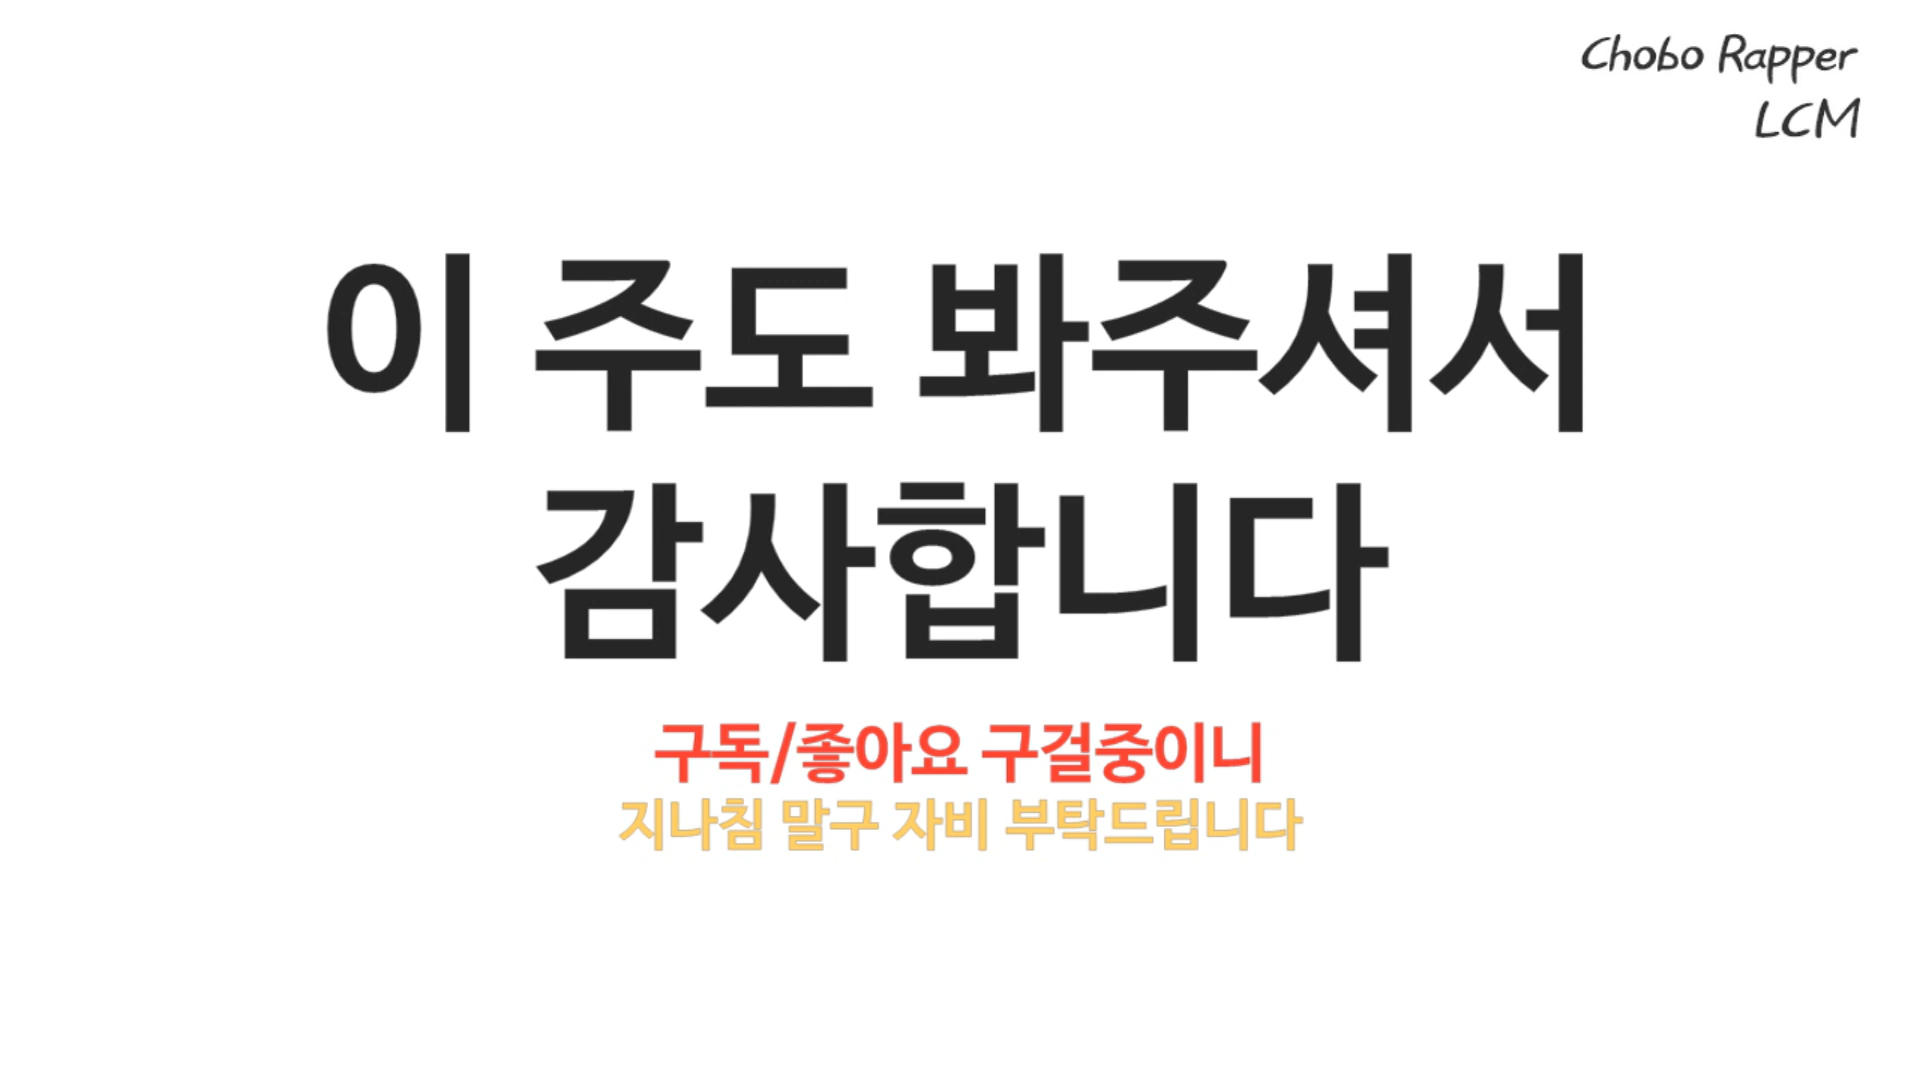 Chobo Rapper
LCM
이 주도 봐주셔서
감사합니다
구독/좋아요 구걸중이니
지나침 말구 자비 부탁드립니다